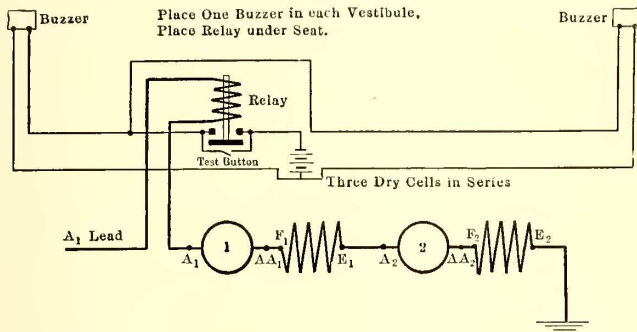 Buzzer
Place One Buzzer in each Vestibule,
Place Relay under Seat.
Buzzer
Relay
Test Button
Three Dry Cells in Series
A1 Lead
A1
1
AA1
F1
E1
A2
2
AA2
F2
E2